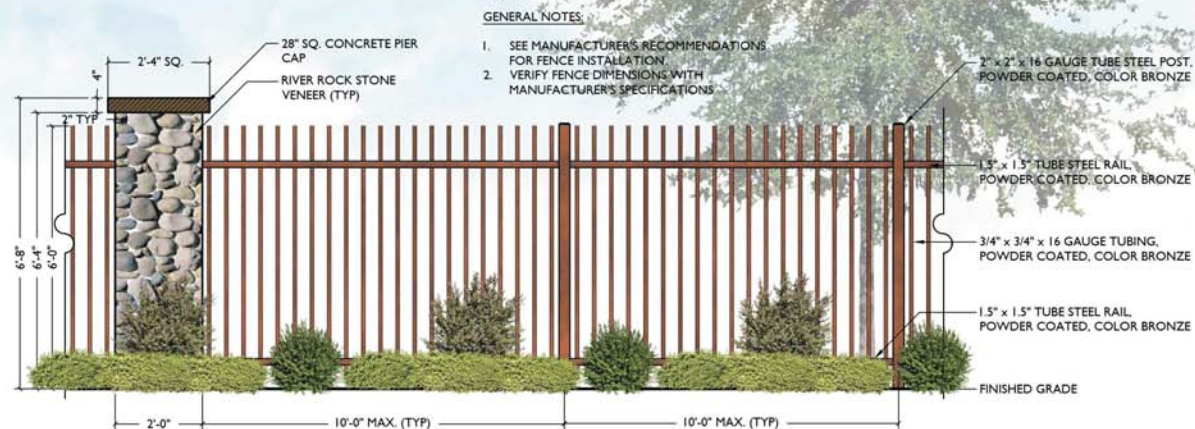 GENERAL NOTES:
1. SEE MANUFACTURER'S RECOMMENDATIONS
FOR FENCE INSTALLATION.
2. VERIFY FENCE DIMENSIONS WITH
MANUFACTURER'S SPECIFICATIONS
28" SQ. CONCRETE PIER
CAP
RIVER ROCK STONE
VENEER (TYP)
2'-4" SQ.
4"
2" TYP
6'-8"
6'-4"
6'-0"
2" x 2" x 16 GAUGE TUBE STEEL POST,
POWDER COATED, COLOR BRONZE
1.5" x 1.5" TUBE STEEL RAIL,
POWDER COATED, COLOR BRONZE
3/4" x 3/4" x 16 GAUGE TUBING,
POWDER COATED, COLOR BRONZE
1.5" x 1.5" TUBE STEEL RAIL,
POWDER COATED, COLOR BRONZE
FINISHED GRADE
2'-0"
10'-0" MAX. (TYP)
10'-0" MAX. (TYP)